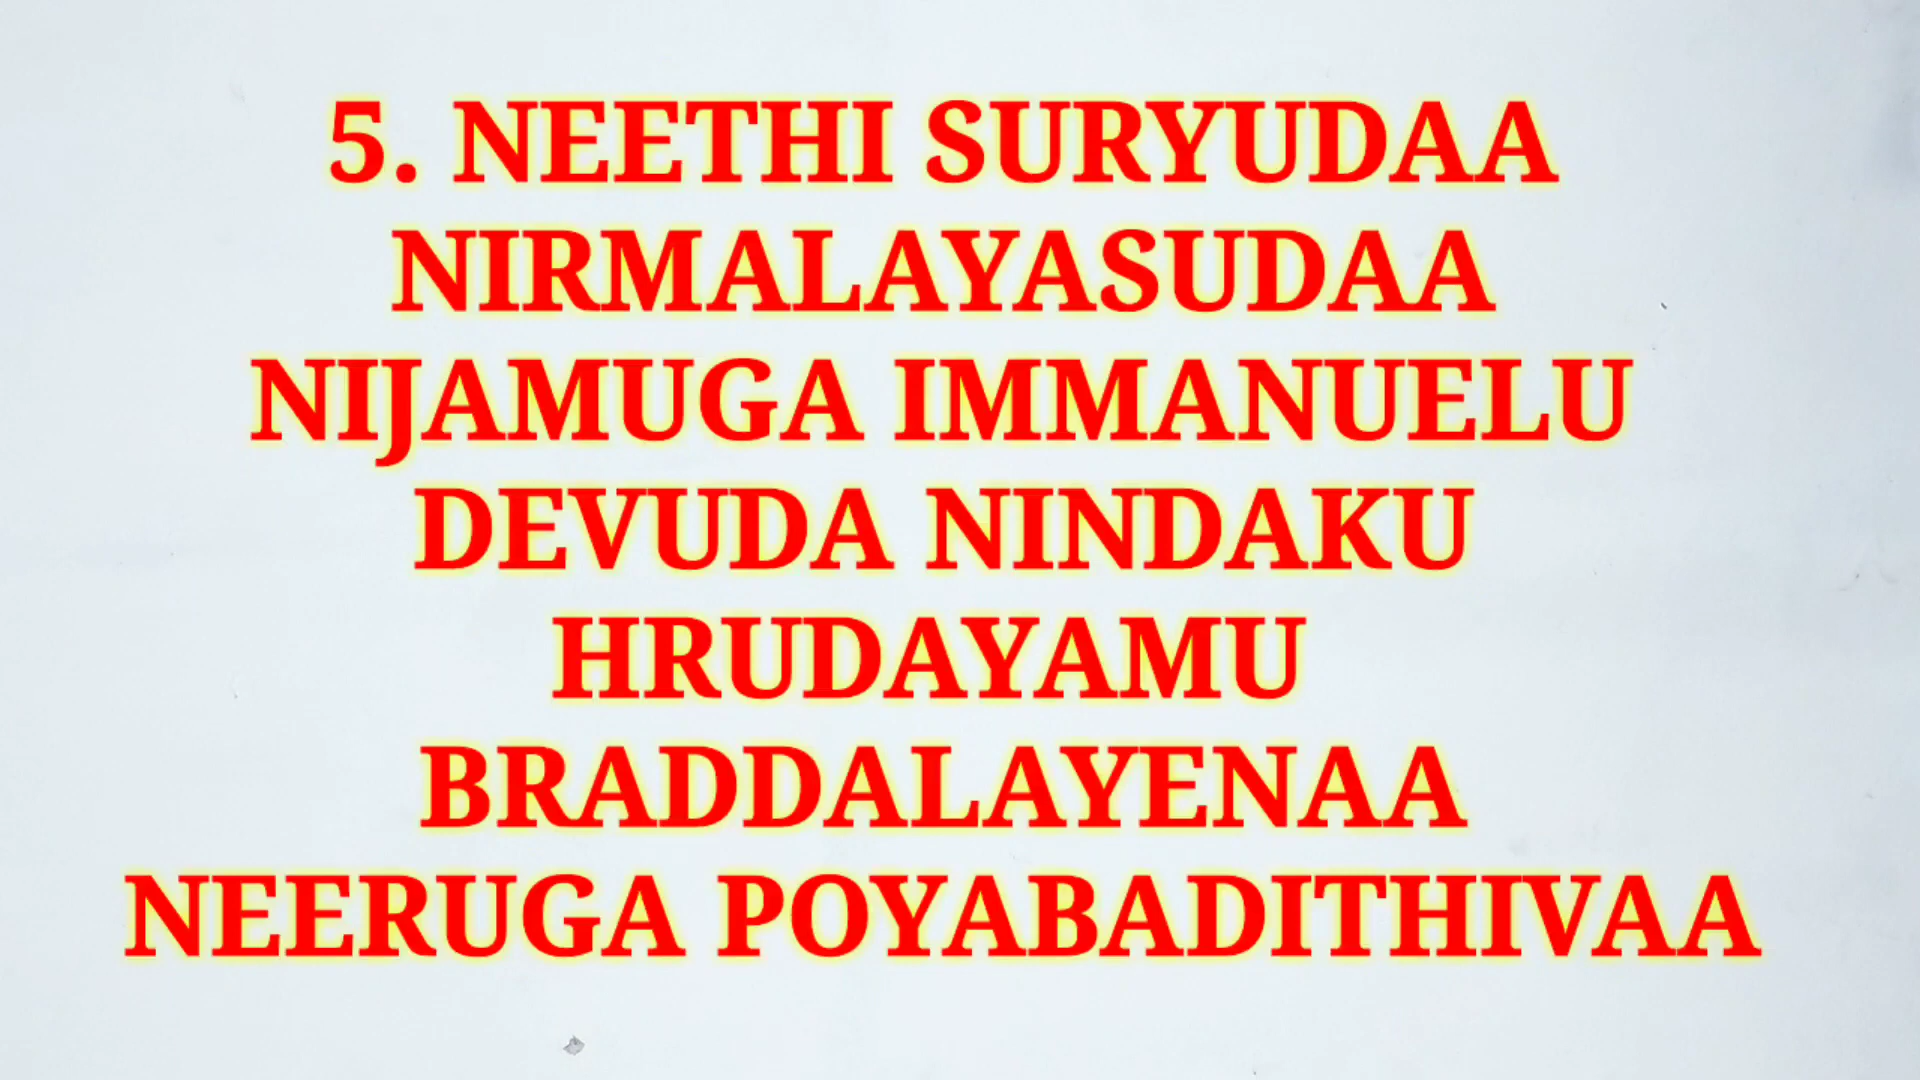 5. NEETHI SURYUDAA
NIRMALAYASUDAA
NIJAMUGA IMMANUELU
DEVUDA NINDAKU
HRUDAYAMU
BRADDALAYENAA
NEERUGA POYABADITHIVAA